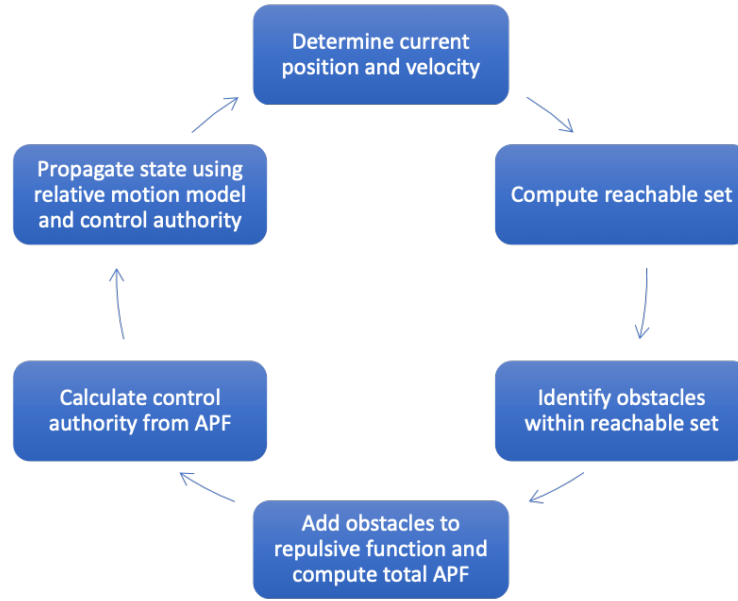 Determine current
position and velocity
Compute reachable set
Identify obstacles
within reachable set
Add obstacles to
repulsive function and
compute total APF
Calculate control
authority from APF
Propagate state using
relative motion model
and control authority